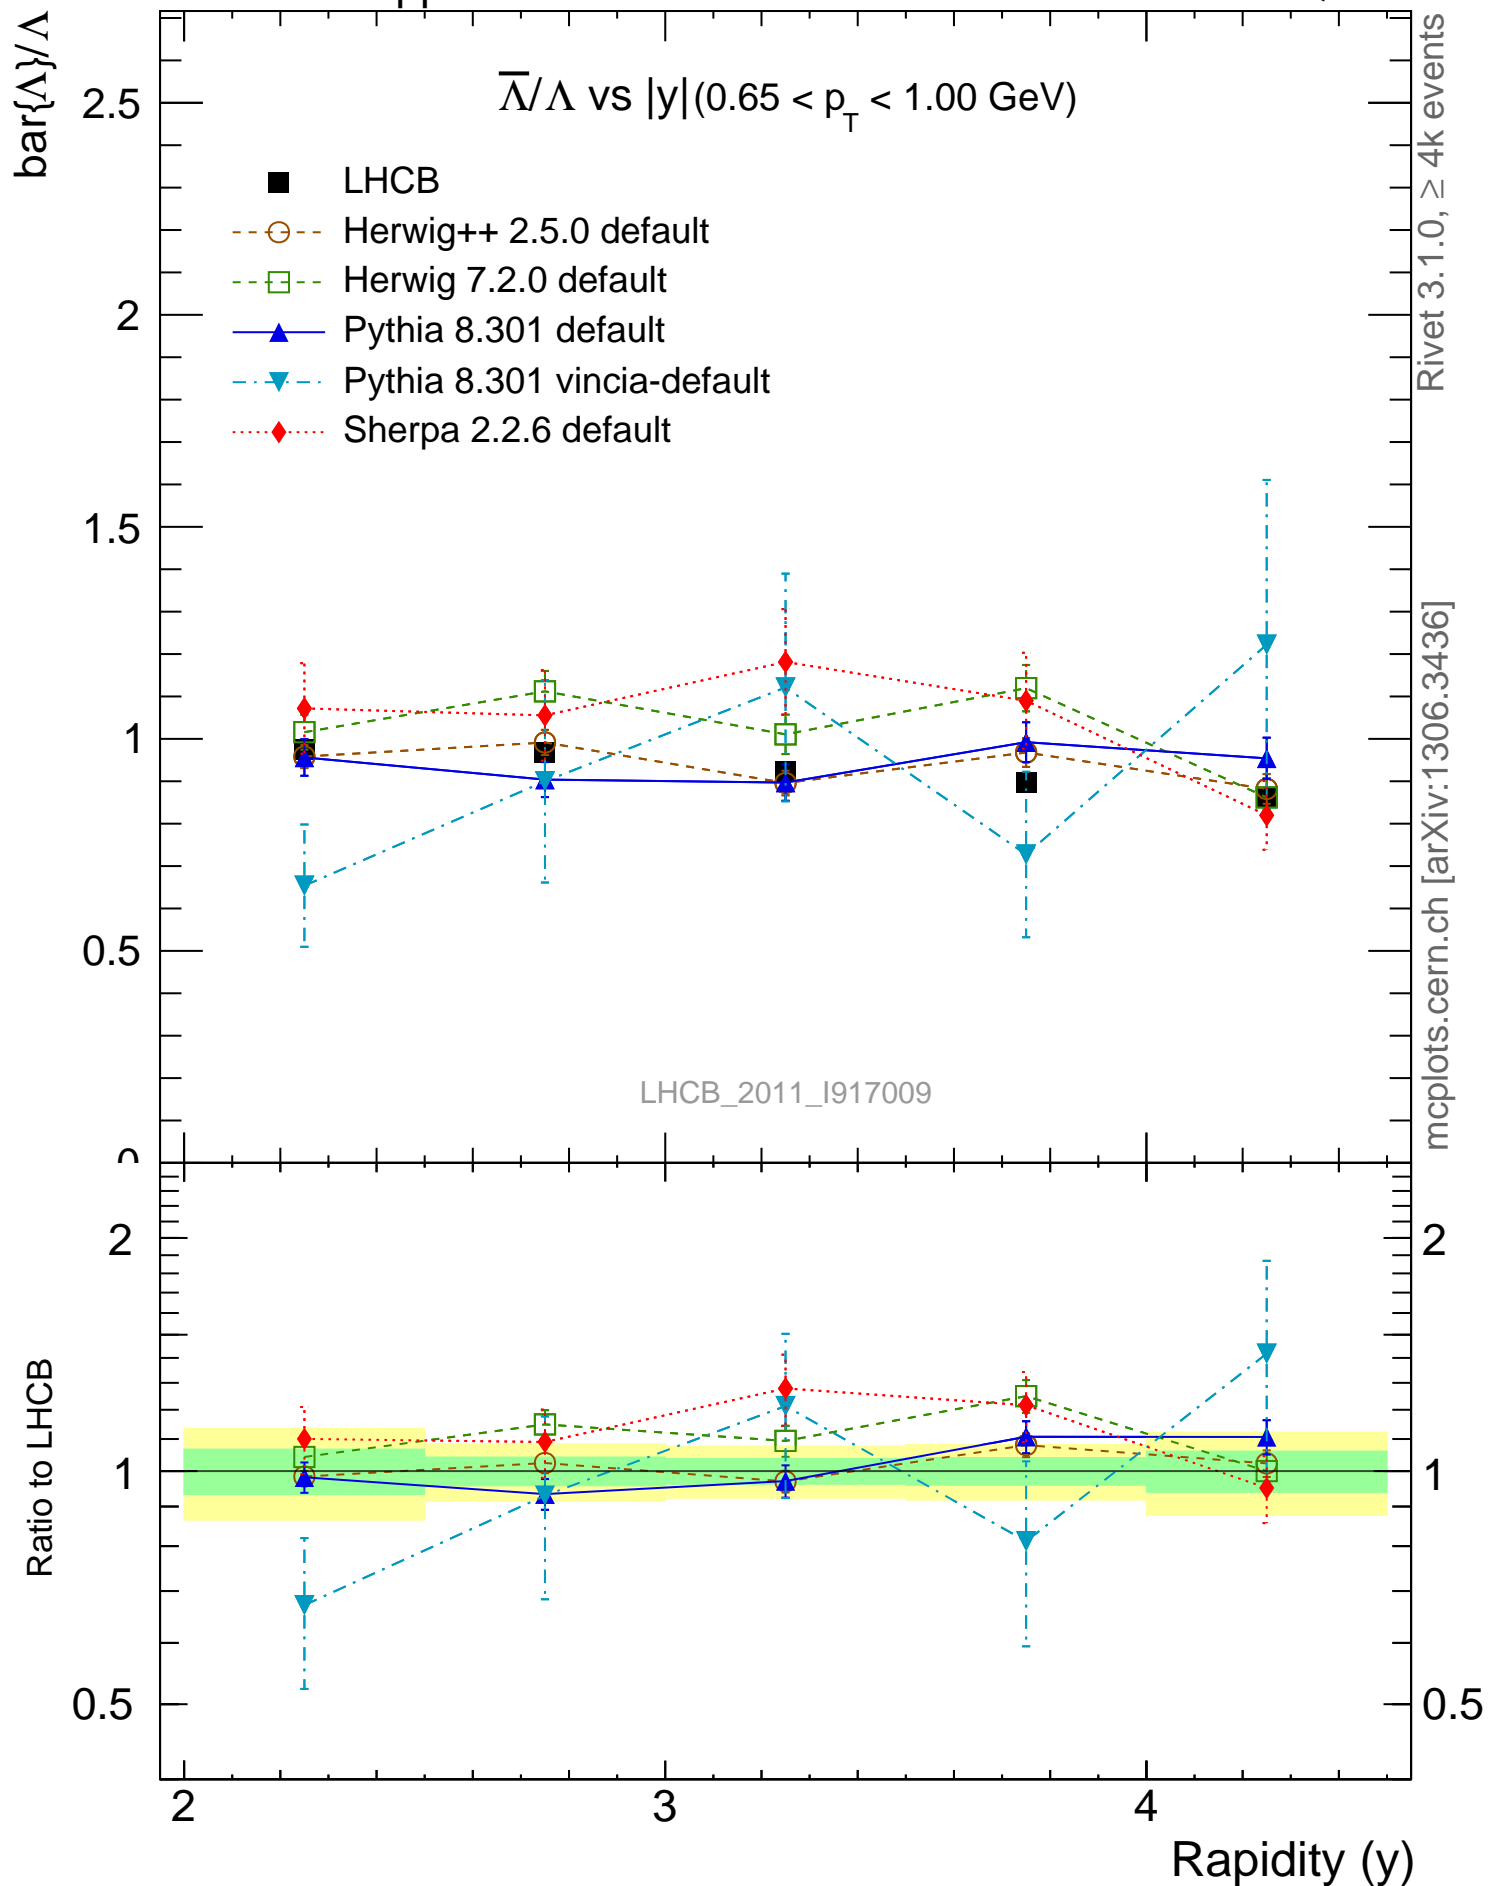 pp
bar{Λ}/Λ
Λ̅/Λ vs |y|(0.65 < p_T < 1.00 GeV)
LHCB
Herwig++ 2.5.0 default
Herwig 7.2.0 default
Pythia 8.301 default
Pythia 8.301 vincia-default
Sherpa 2.2.6 default
2.5
2
1.5
1
0.5
0
LHCB_2011_I917009
Rivet 3.1.0, ≥ 4k events
mcplots.cern.ch [arXiv:1306.3436]
Ratio to LHCB
2
1
0.5
2
1
0.5
2 3 4
Rapidity (y)